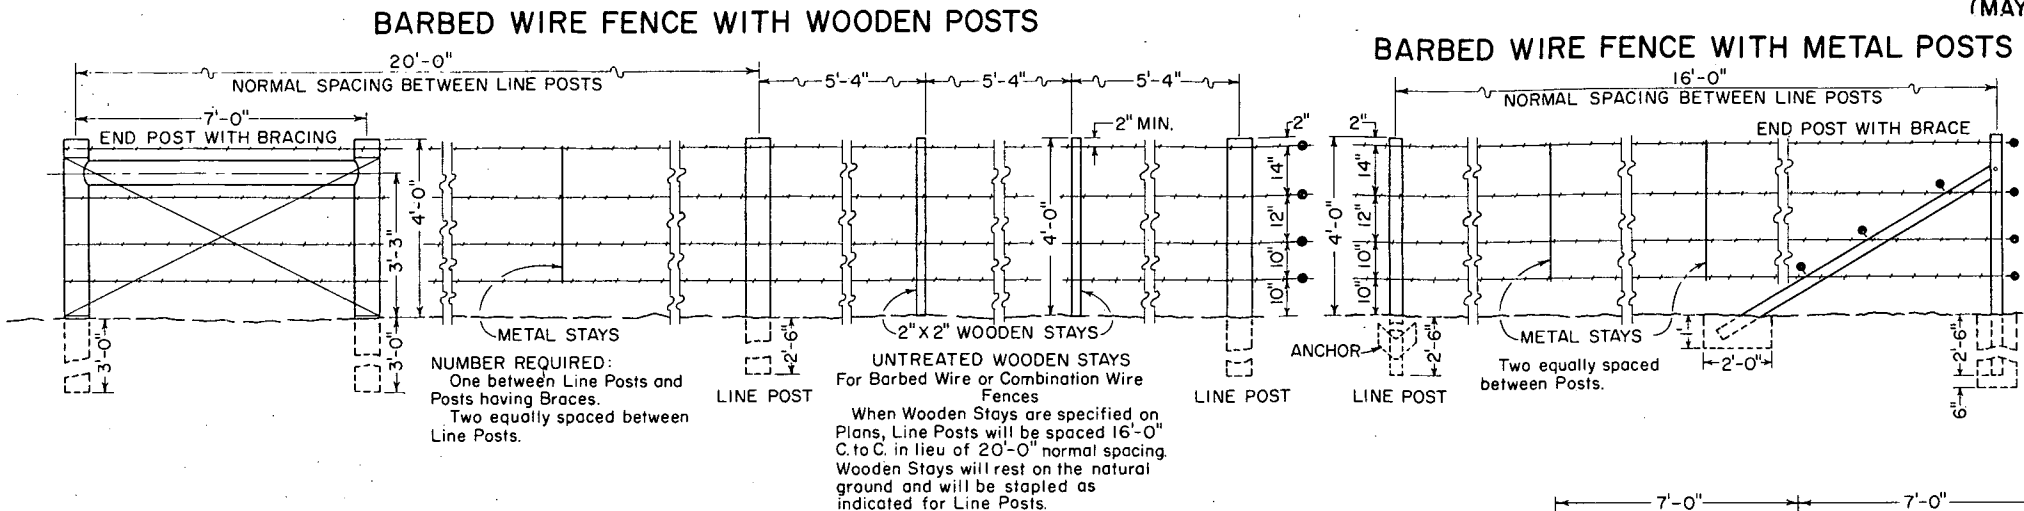 BARBED WIRE FENCE WITH WOODEN POSTS
20'-0"
NORMAL SPACING BETWEEN LINE POSTS
5'-4"
5'-4"
5'-4"
7'-0"
END POST WITH BRACING
2" MIN.
2"
4'-0"
3'-3"
4'-0"
14"
12"
10"
10"
3'-0"
3'-0"
METAL STAYS
NUMBER REQUIRED:
One between Line Posts and
Posts having Braces.
Two equally spaced between
Line Posts.
2'-6"
LINE POST
2"X 2" WOODEN STAYS
UNTREATED WOODEN STAYS
For Barbed Wire or Combination Wire
Fences
When Wooden Stays are specified on
Plans, Line Posts will be spaced 16'-0"
C. to C. in lieu of 20'-0" normal spacing.
Wooden Stays will rest on the natural
ground and will be stapled as
indicated for Line Posts.
2'-6"
LINE POST
(MAY
BARBED WIRE FENCE WITH METAL POSTS
16'-0"
NORMAL SPACING BETWEEN LINE POSTS
END POST WITH BRACE
2"
4'-0"
14"
12"
10"
10"
ANCHOR
2'-6"
LINE POST
METAL STAYS
Two equally spaced
between Posts.
1'
2'-0"
2'-6"
6"
7'-0"
7'-0"